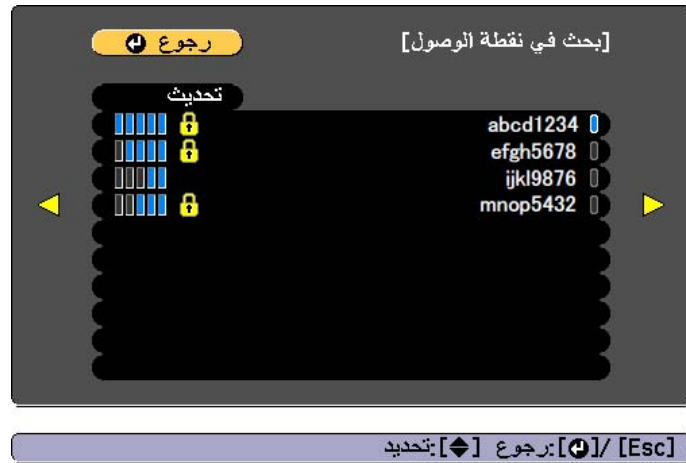 [بحث في نقطة الوصول]
رجوع
تحديث
abcd1234
efgh5678
ijkl9876
mnop5432
[Esc] /[⏎]:رجوع [◆]:تحديد